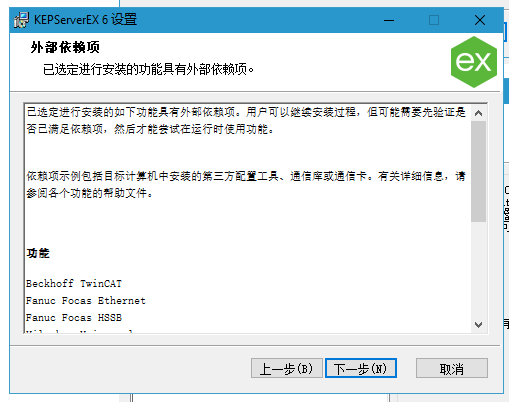 KEPServerEX 6 设置
外部依赖项
已选定进行安装的功能具有外部依赖项。
ex
已选定进行安装的如下功能具有外部依赖项。用户可以继续安装过程，但可能需要先验证是
否已满足依赖项，然后才能尝试在运行时使用功能。
依赖项示例包括目标计算机中安装的第三方配置工具、通信库或通信卡。有关详细信息，请
参阅各个功能的帮助文件。
功能
Beckhoff TwinCAT
Fanuc Focas Ethernet
Fanuc Focas HSSB
上一步(B)
下一步(N)
取消